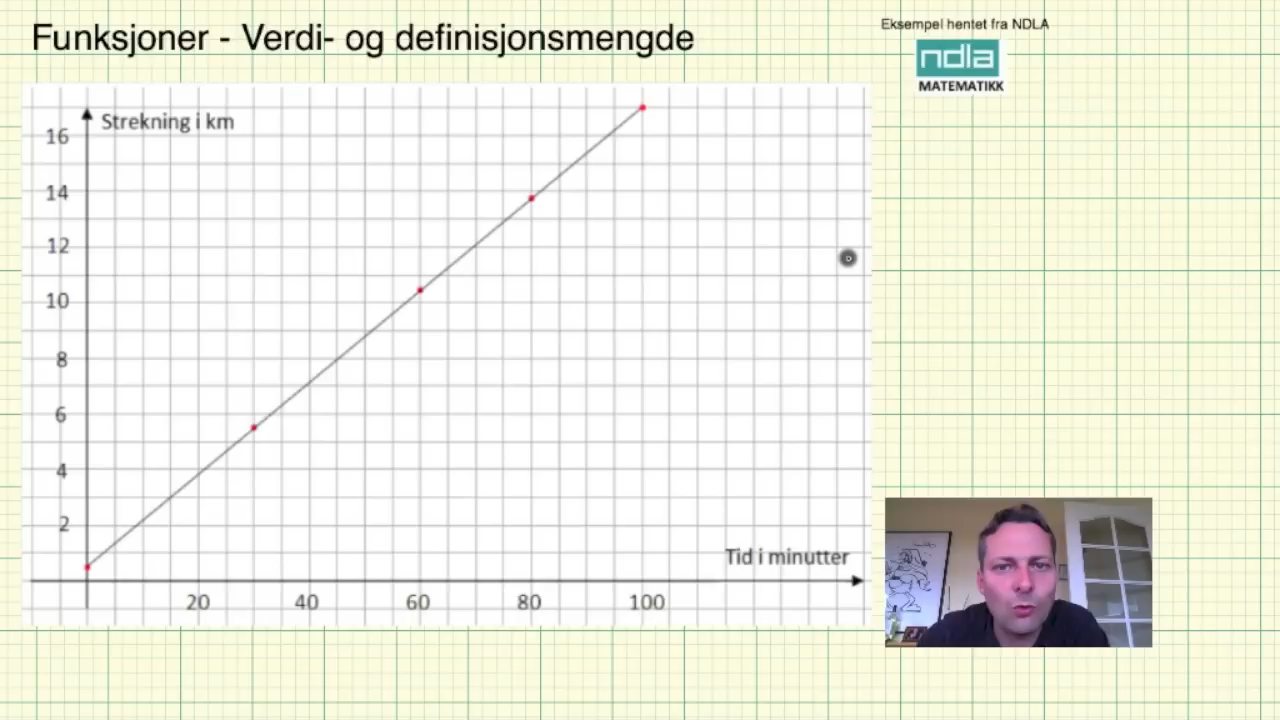 Funksjoner - Verdi- og definisjonsmengde
Eksempel hentet fra NDLA
ndla
MATEMATIKK
Strekning i km
16
14
12
10
8
6
4
2
Tid i minutter
20 40 60 80 100